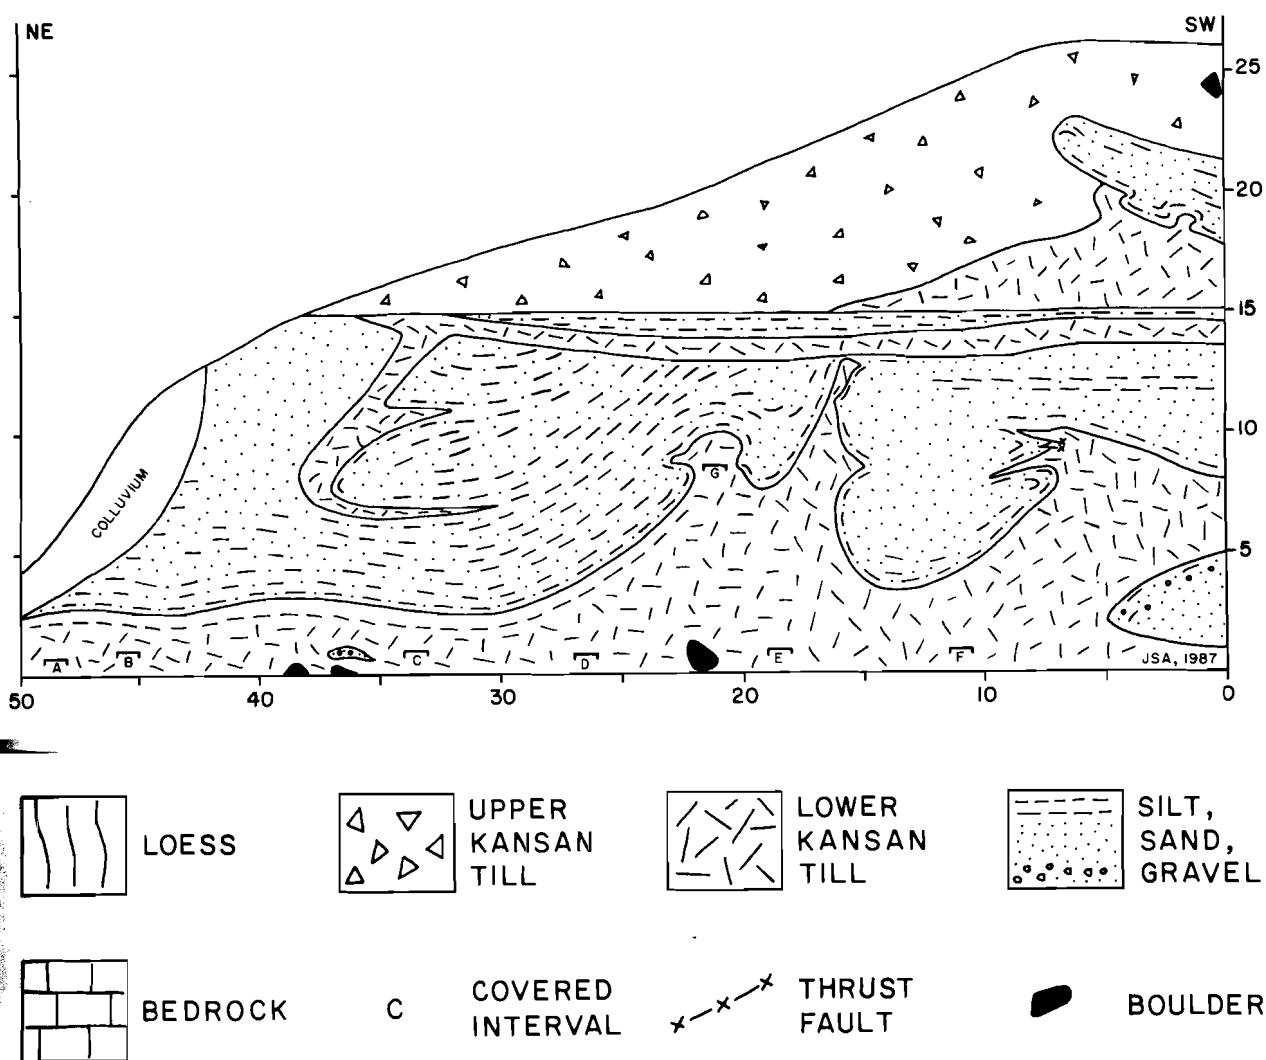 NE
SW
25
20
15
10
5
COLLUVIUM
G
A
B
C
D
E
F
JSA, 1987
50
40
30
20
10
0
LOESS
UPPER
KANSAN
TILL
LOWER
KANSAN
TILL
SILT,
SAND,
GRAVEL
BEDROCK
C
COVERED
INTERVAL
THRUST
FAULT
BOULDER